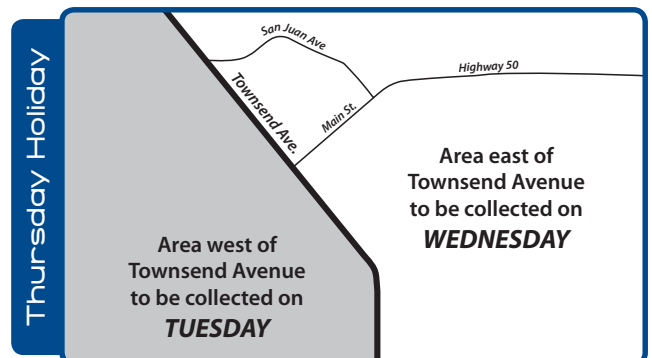 Thursday Holiday
San Juan Ave
Highway 50
Townsend Ave.
Main St.
Area east of
Townsend Avenue
to be collected on
WEDNESDAY
Area west of
Townsend Avenue
to be collected on
TUESDAY